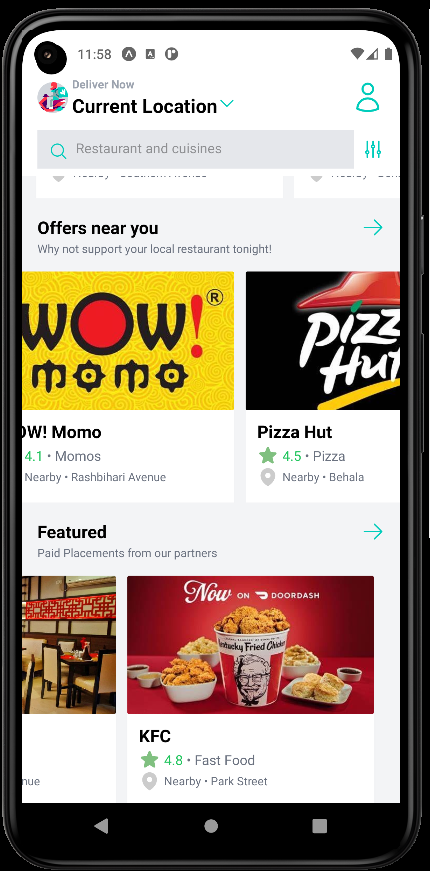 11:58
Deliver Now
Current Location
Restaurant and cuisines
Nearby
Offers near you
Why not support your local restaurant tonight!
WOW!®
momo
Pizz
Hut
OW! Momo
4.1 • Momos
Nearby • Rashbihari Avenue
Pizza Hut
4.5 • Pizza
Nearby • Behala
Featured
Paid Placements from our partners
Now ON DOORDASH
Kentucky Fried Chicken
nue
KFC
4.8 • Fast Food
Nearby • Park Street